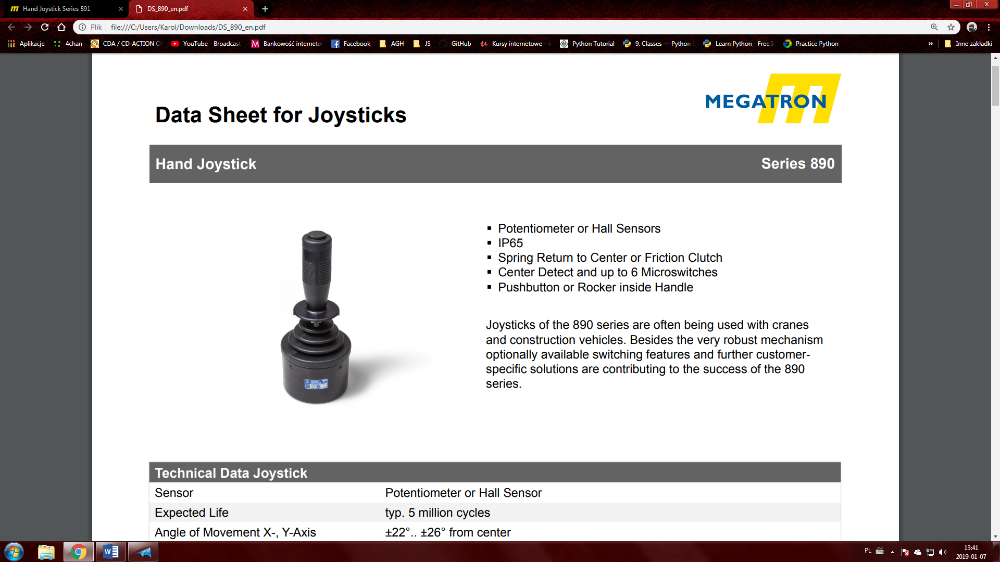 Hand Joystick Series 891
DS_890_en.pdf
Plik
file:///C:/Users/Karol/Downloads/DS_890_en.pdf
Aplikacje
4chan
CDA / CD-ACTION O
YouTube - Broadcast
Bankowość interneto
Facebook
AGH
JS
GitHub
Kursy internetowe –
Python Tutorial
9. Classes — Python
Learn Python - Free I
Practice Python
»
Inne zakładki
MEGATRON
Data Sheet for Joysticks
Hand Joystick
Series 890
▪ Potentiometer or Hall Sensors
▪ IP65
▪ Spring Return to Center or Friction Clutch
▪ Center Detect and up to 6 Microswitches
▪ Pushbutton or Rocker inside Handle
Joysticks of the 890 series are often being used with cranes
and construction vehicles. Besides the very robust mechanism
optionally available switching features and further customer-
specific solutions are contributing to the success of the 890
series.
Technical Data Joystick
Sensor Potentiometer or Hall Sensor
Expected Life typ. 5 million cycles
Angle of Movement X-, Y-Axis ±22°.. ±26° from center
PL
13:41
2019-01-07